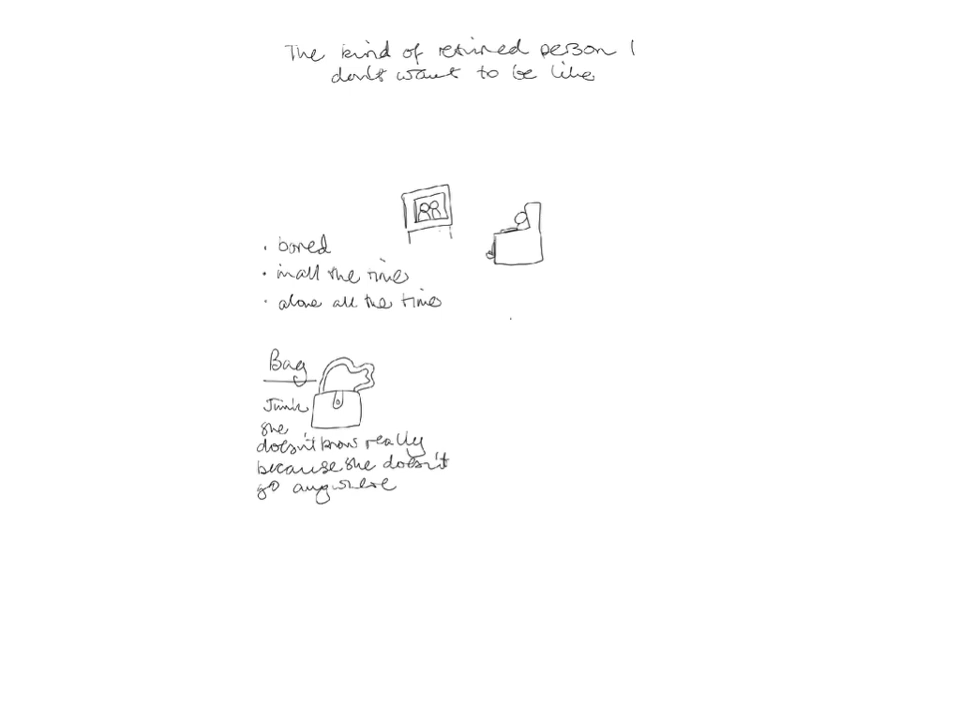 The kind of retired person I
don't want to be like
· bored
· in all the time
· alone all the time
Bag
Junk
she
doesn't know really
because she doesn't
go anywhere